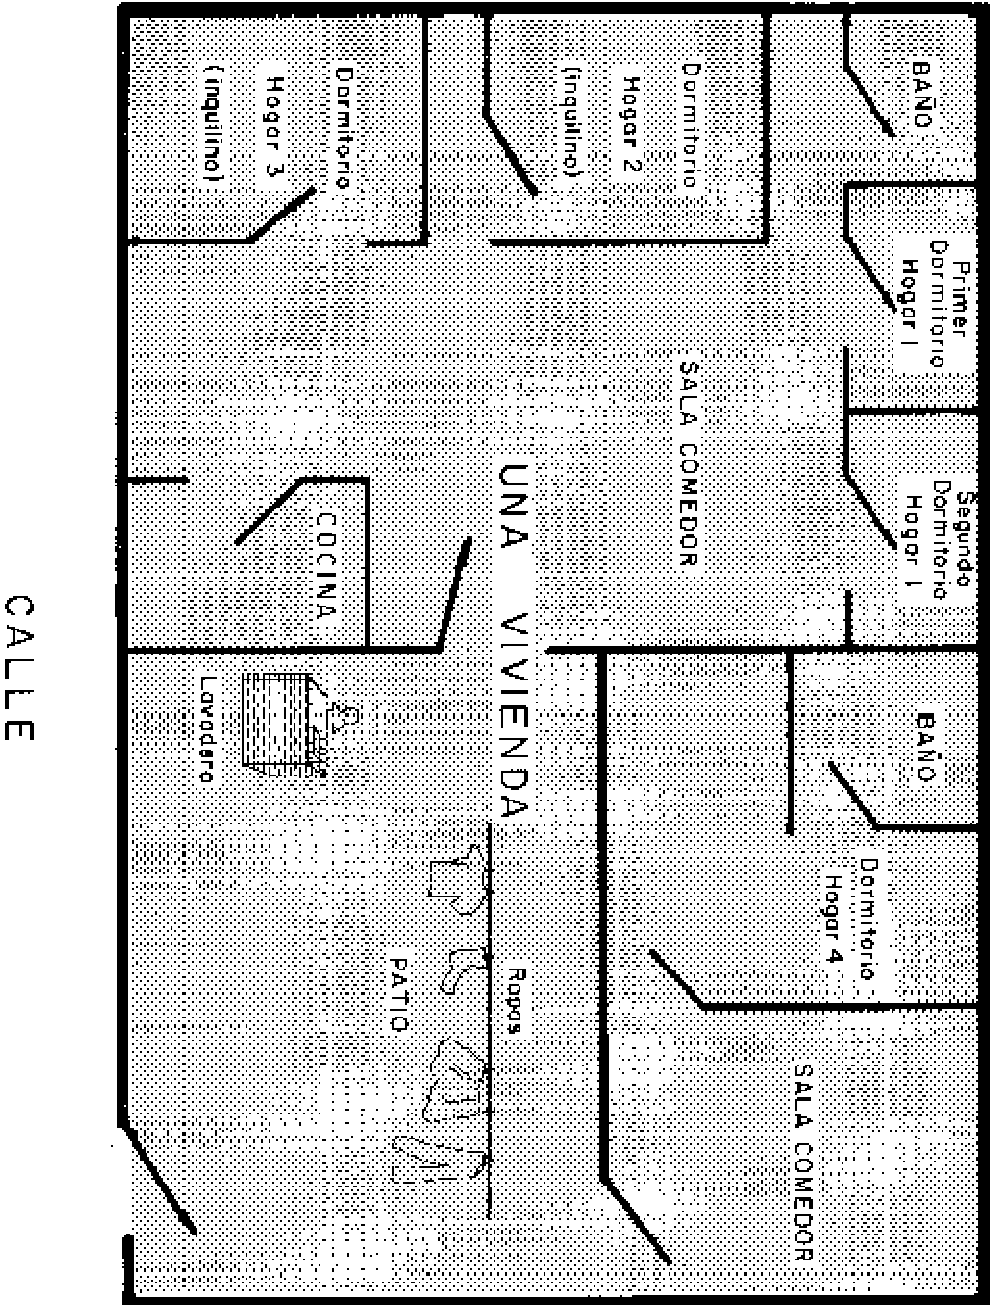 BAÑO
Primer
Dormitorio
Hogar 1
Segundo
Dormitorio
Hogar 1
BAÑO
Dormitorio
Hogar 4
SALA COMEDOR
Dormitorio
Hogar 2
(inquilino)
SALA COMEDOR
UNA VIVIENDA
Ropas
PATIO
Dormitorio
Hogar 3
(inquilino)
COCINA
Lavadero
CALLE